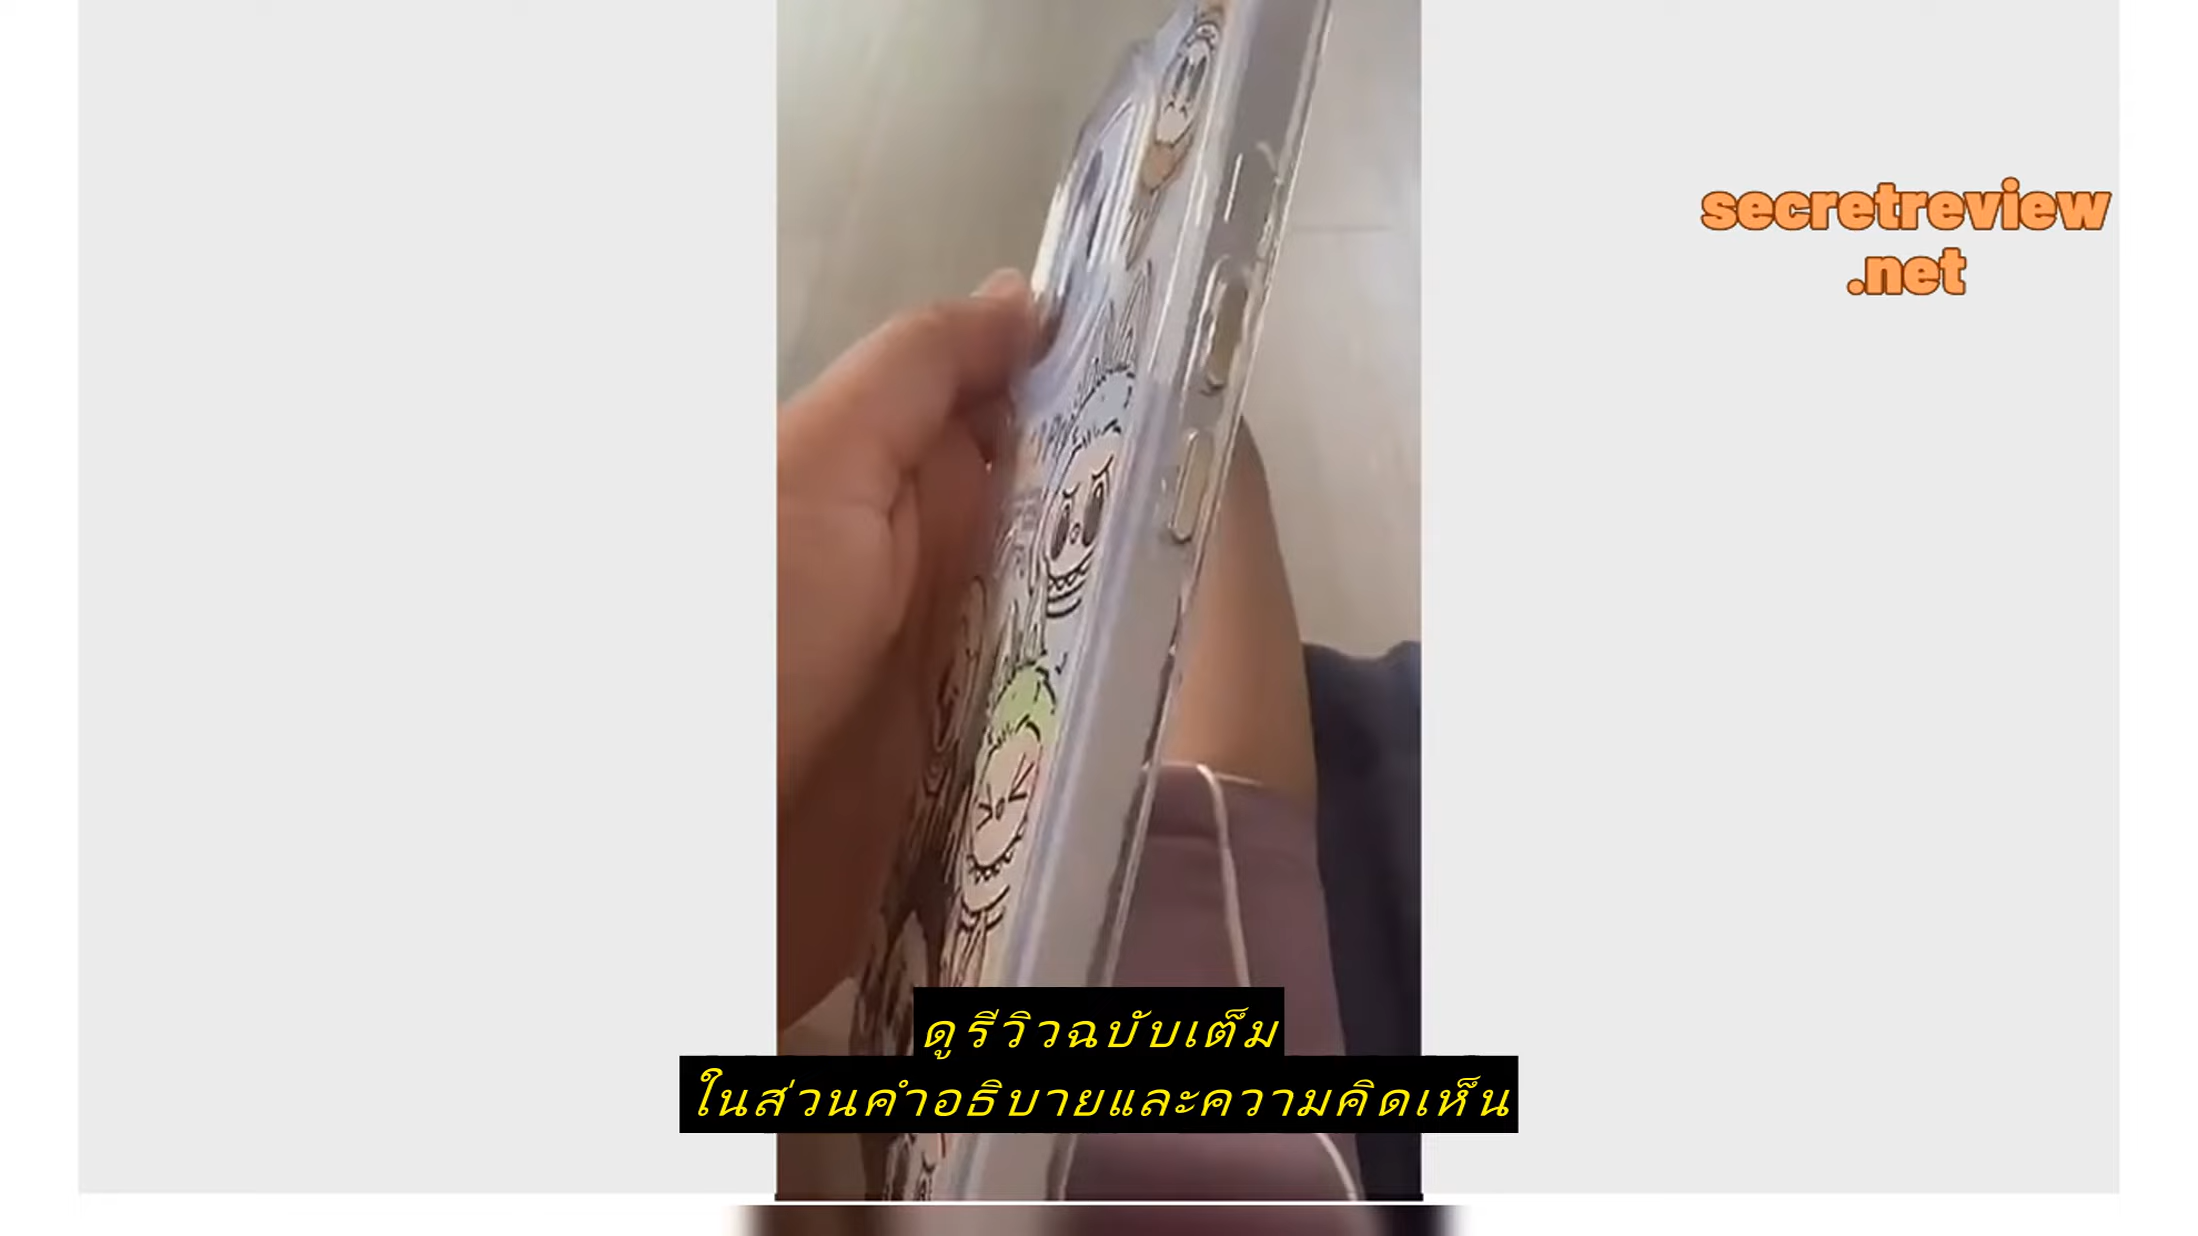 secretreview
.net
ดูรีวิวฉบับเต็ม
ในส่วนคำอธิบายและความคิดเห็น